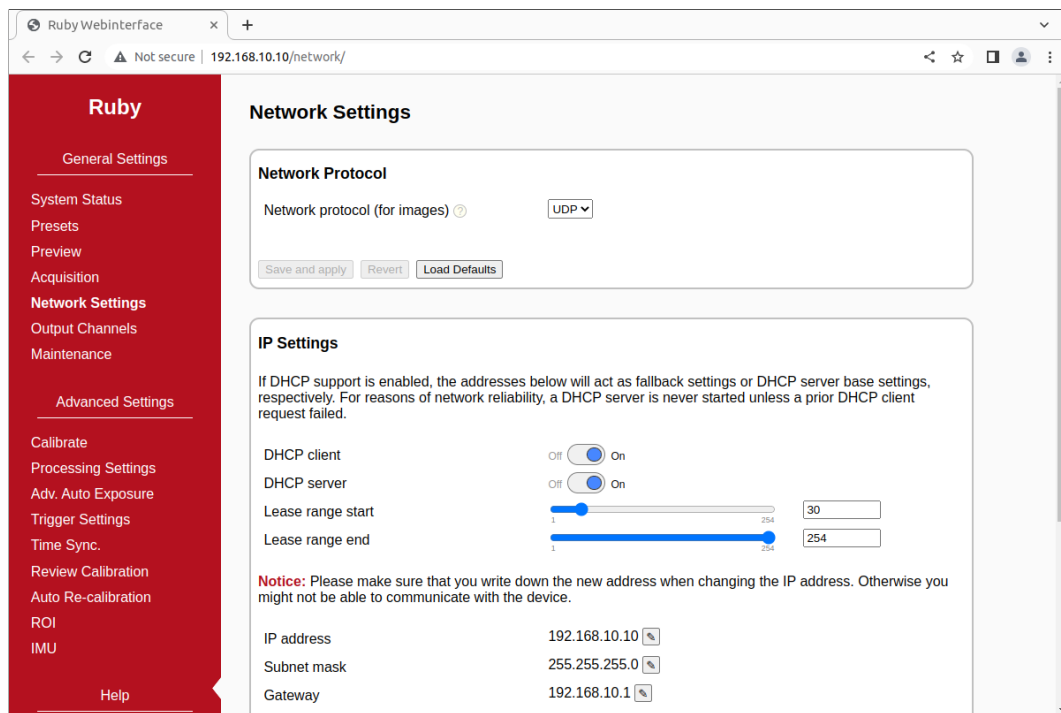 Ruby Webinterface
Not secure 192.168.10.10/network/
Ruby
General Settings
System Status
Presets
Preview
Acquisition
Network Settings
Output Channels
Maintenance
Advanced Settings
Calibrate
Processing Settings
Adv. Auto Exposure
Trigger Settings
Time Sync.
Review Calibration
Auto Re-calibration
ROI
IMU
Help
Network Settings
Network Protocol
Network protocol (for images) ? UDP
Save and apply Revert Load Defaults
IP Settings
If DHCP support is enabled, the addresses below will act as fallback settings or DHCP server base settings,
respectively. For reasons of network reliability, a DHCP server is never started unless a prior DHCP client
request failed.
DHCP client Off On
DHCP server Off On
Lease range start 30
1 254
Lease range end 254
1 254
Notice: Please make sure that you write down the new address when changing the IP address. Otherwise you
might not be able to communicate with the device.
IP address 192.168.10.10
Subnet mask 255.255.255.0
Gateway 192.168.10.1